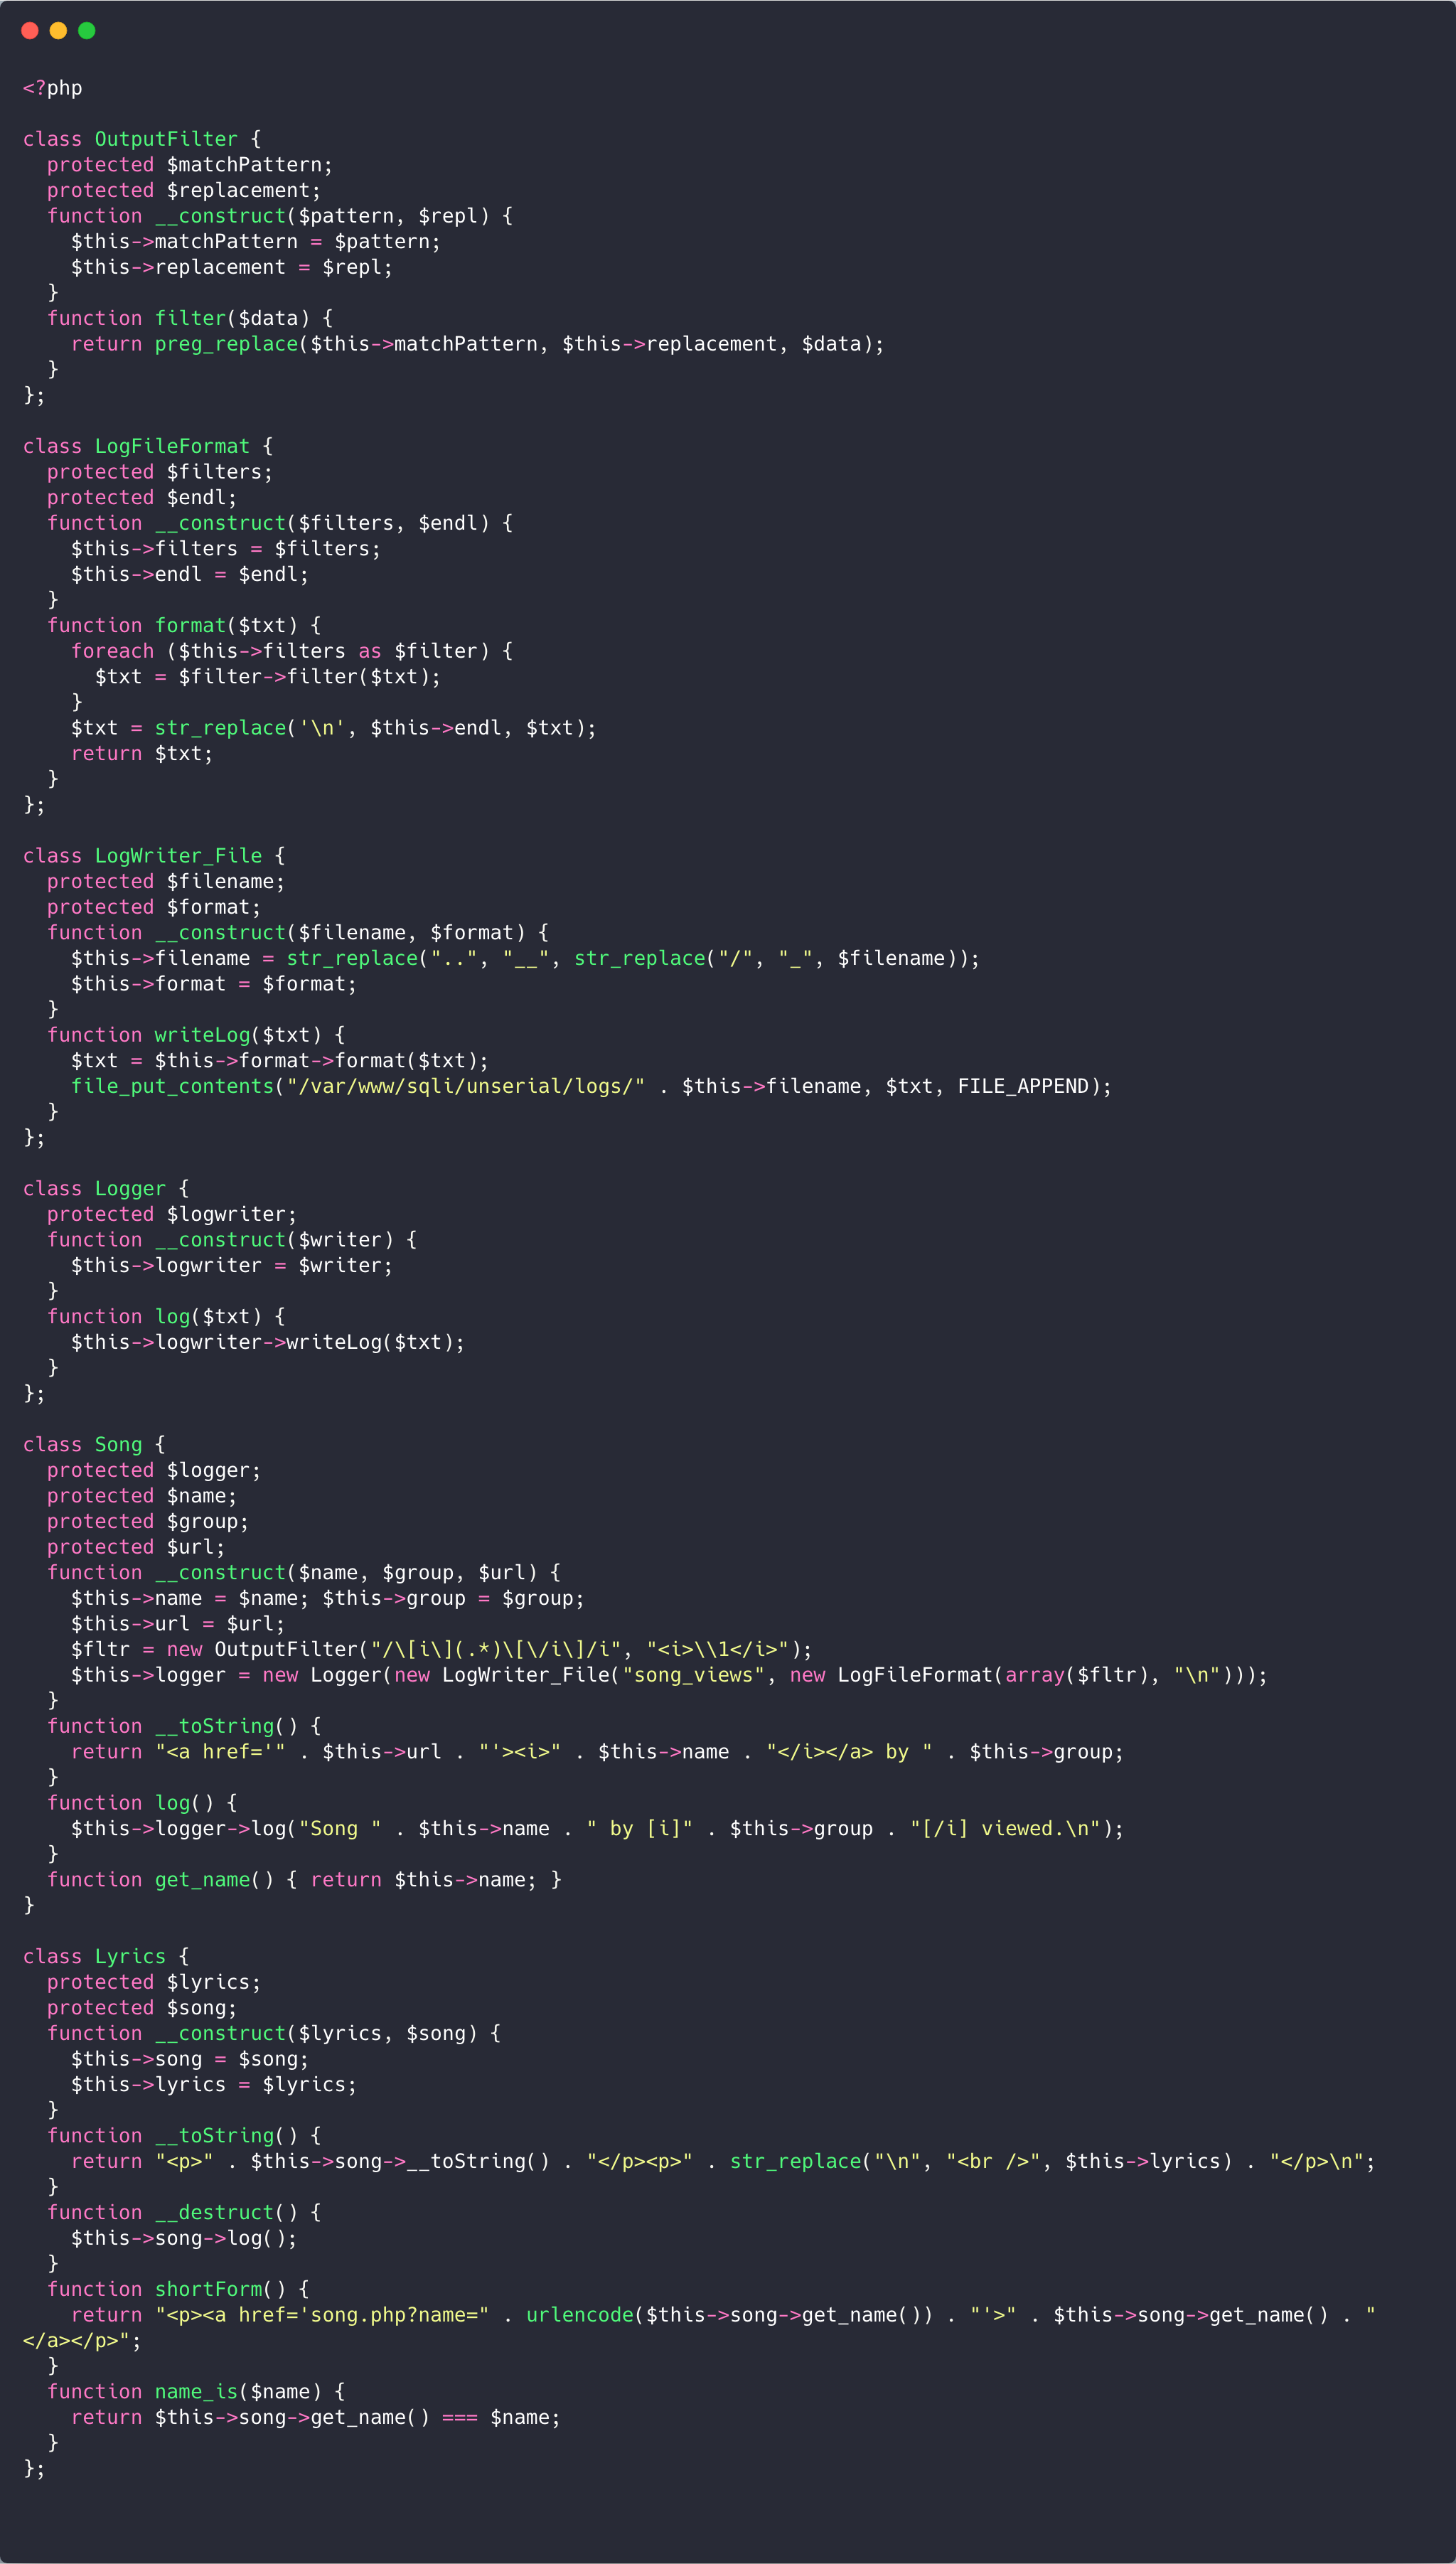 <?php

class OutputFilter {
  protected $matchPattern;
  protected $replacement;
  function __construct($pattern, $repl) {
    $this->matchPattern = $pattern;
    $this->replacement = $repl;
  }
  function filter($data) {
    return preg_replace($this->matchPattern, $this->replacement, $data);
  }
};

class LogFileFormat {
  protected $filters;
  protected $endl;
  function __construct($filters, $endl) {
    $this->filters = $filters;
    $this->endl = $endl;
  }
  function format($txt) {
    foreach ($this->filters as $filter) {
      $txt = $filter->filter($txt);
    }
    $txt = str_replace('\n', $this->endl, $txt);
    return $txt;
  }
};

class LogWriter_File {
  protected $filename;
  protected $format;
  function __construct($filename, $format) {
    $this->filename = str_replace("..", "__", str_replace("/", "_", $filename));
    $this->format = $format;
  }
  function writeLog($txt) {
    $txt = $this->format->format($txt);
    file_put_contents("/var/www/sqli/unserial/logs/" . $this->filename, $txt, FILE_APPEND);
  }
};

class Logger {
  protected $logwriter;
  function __construct($writer) {
    $this->logwriter = $writer;
  }
  function log($txt) {
    $this->logwriter->writeLog($txt);
  }
};

class Song {
  protected $logger;
  protected $name;
  protected $group;
  protected $url;
  function __construct($name, $group, $url) {
    $this->name = $name; $this->group = $group;
    $this->url = $url;
    $fltr = new OutputFilter("/\[i\](.*)\[\/i\]/i", "<i>\\1</i>");
    $this->logger = new Logger(new LogWriter_File("song_views", new LogFileFormat(array($fltr), "\n")));
  }
  function __toString() {
    return "<a href='" . $this->url . "'><i>" . $this->name . "</i></a> by " . $this->group;
  }
  function log() {
    $this->logger->log("Song " . $this->name . " by [i]" . $this->group . "[/i] viewed.\n");
  }
  function get_name() { return $this->name; }
}

class Lyrics {
  protected $lyrics;
  protected $song;
  function __construct($lyrics, $song) {
    $this->song = $song;
    $this->lyrics = $lyrics;
  }
  function __toString() {
    return "<p>" . $this->song->__toString() . "</p><p>" . str_replace("\n", "<br />", $this->lyrics) . "</p>\n";
  }
  function __destruct() {
    $this->song->log();
  }
  function shortForm() {
    return "<p><a href='song.php?name=" . urlencode($this->song->get_name()) . "'>" . $this->song->get_name() . "
</a></p>";
  }
  function name_is($name) {
    return $this->song->get_name() === $name;
  }
};